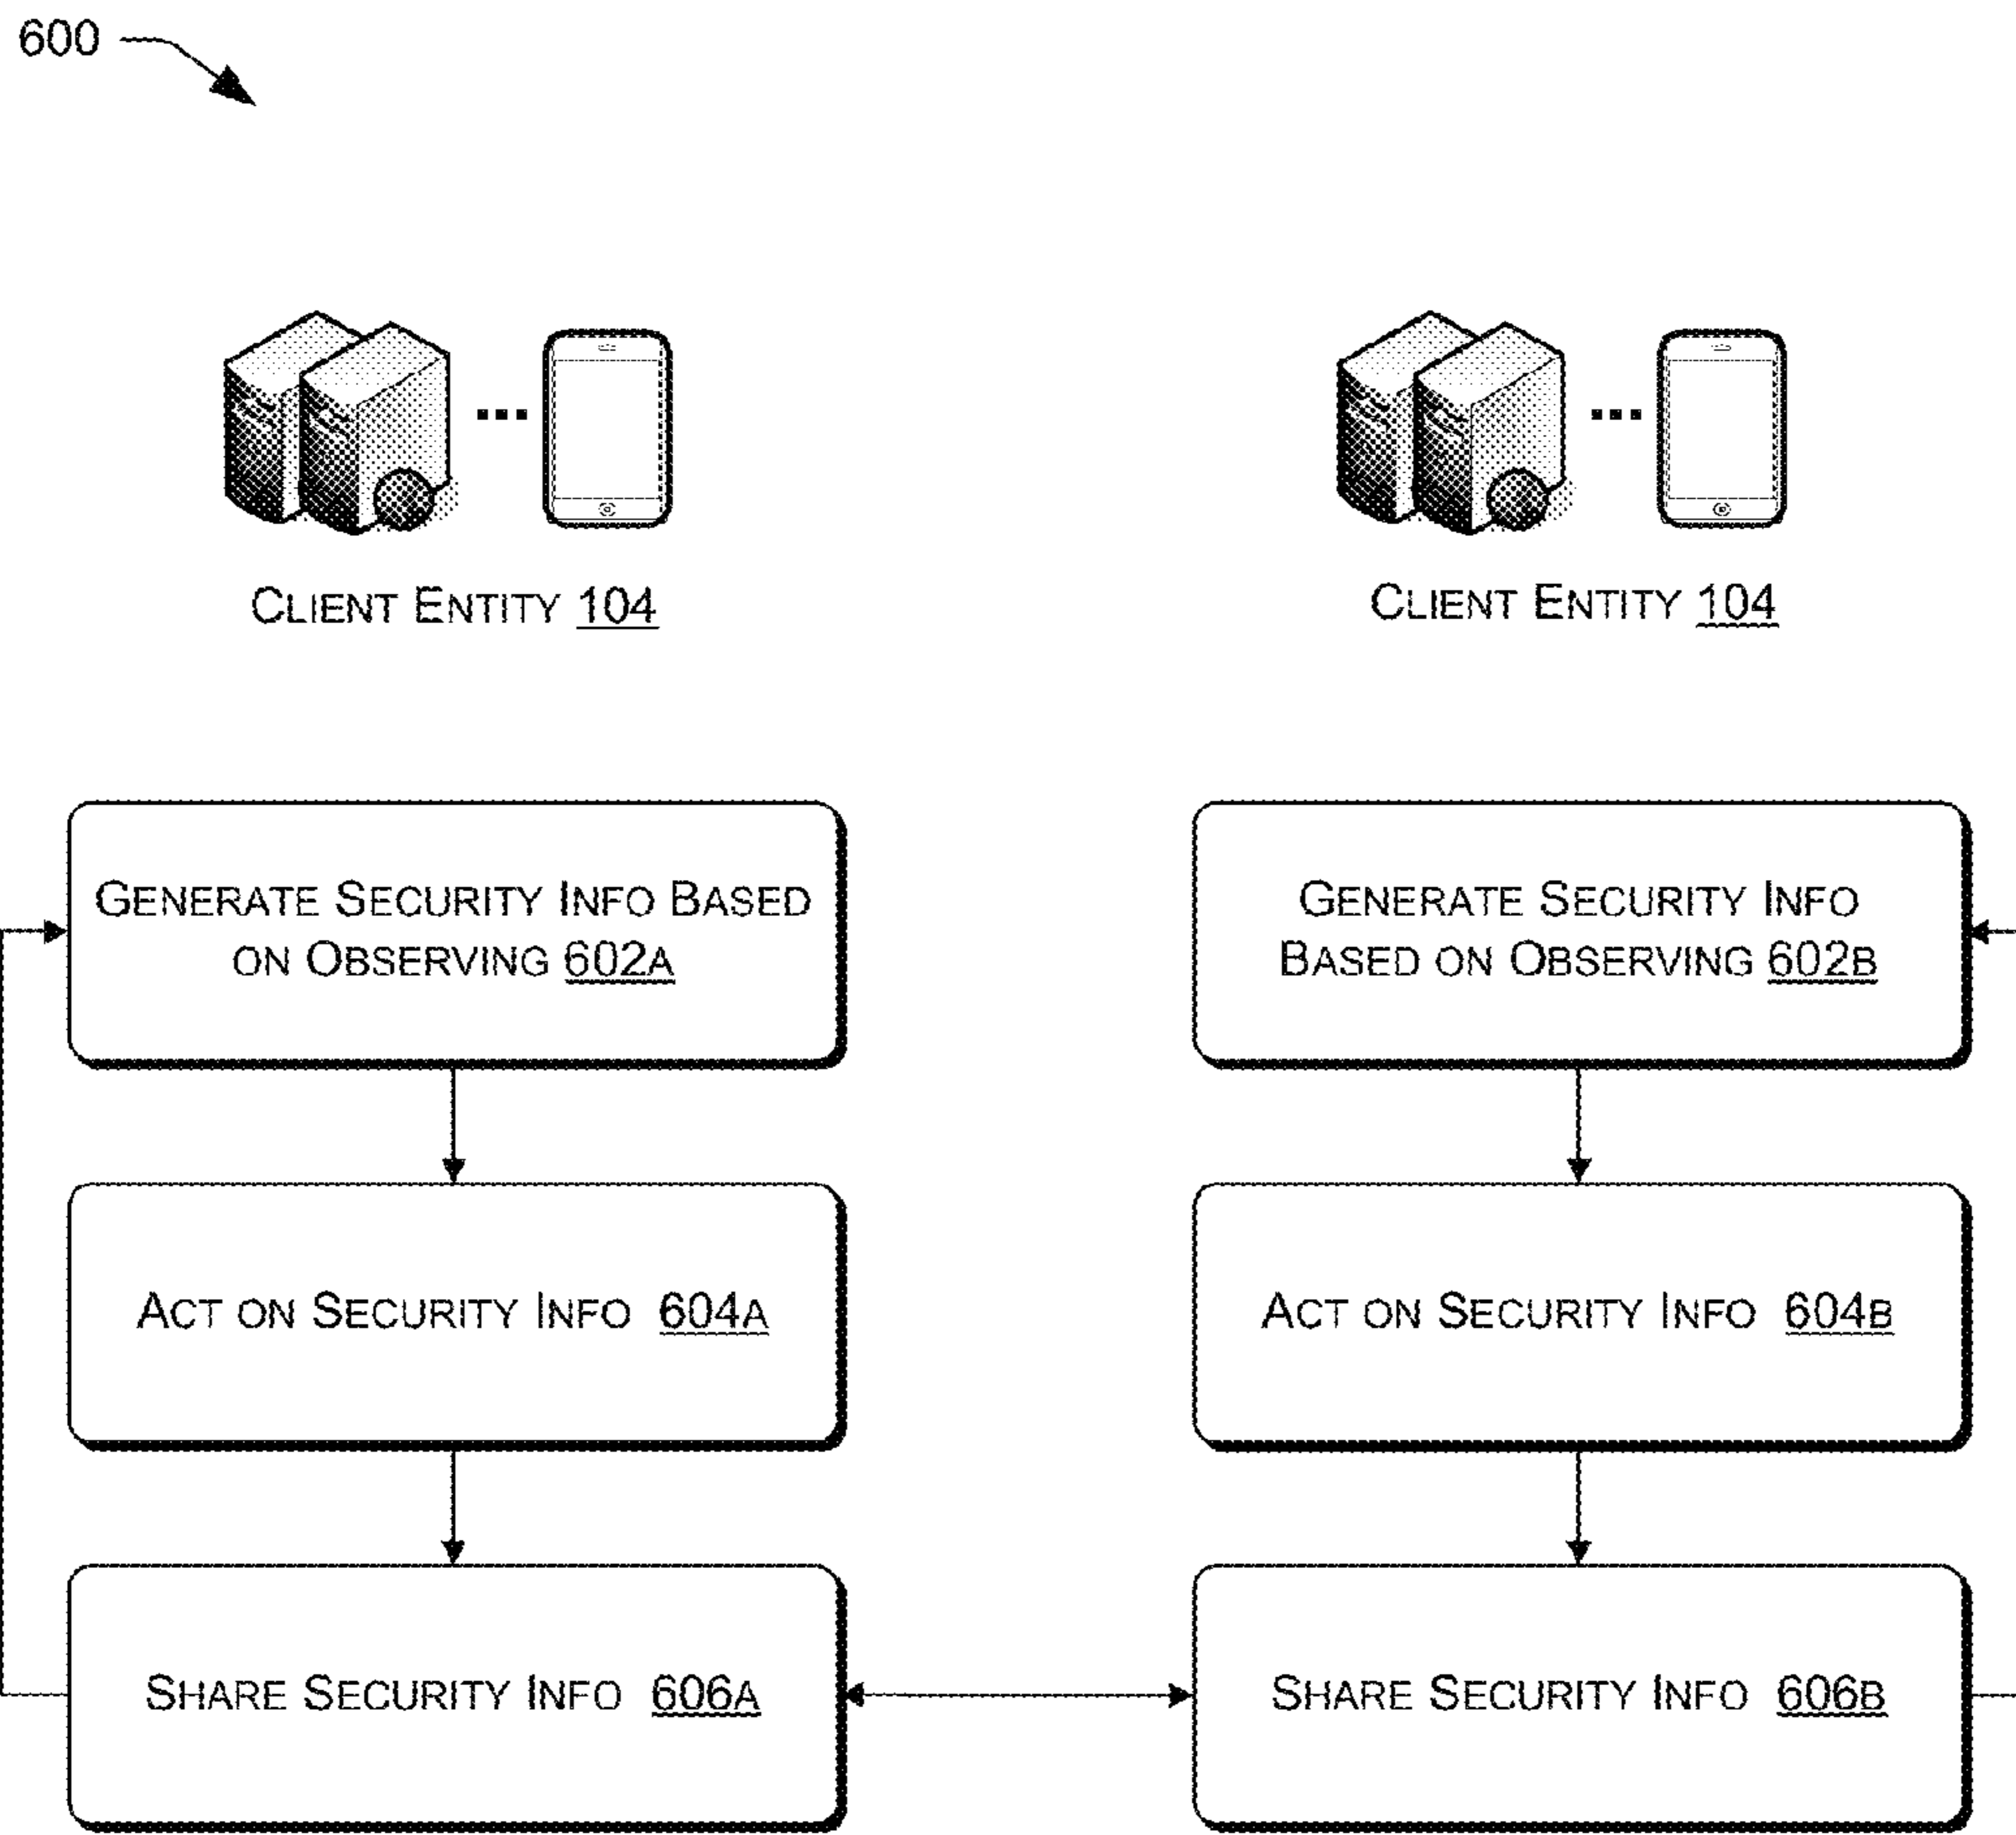 600
CLIENT ENTITY 104
CLIENT ENTITY 104
GENERATE SECURITY INFO BASED
ON OBSERVING 602A
GENERATE SECURITY INFO
BASED ON OBSERVING 602B
ACT ON SECURITY INFO 604A
ACT ON SECURITY INFO 604B
SHARE SECURITY INFO 606A
SHARE SECURITY INFO 606B